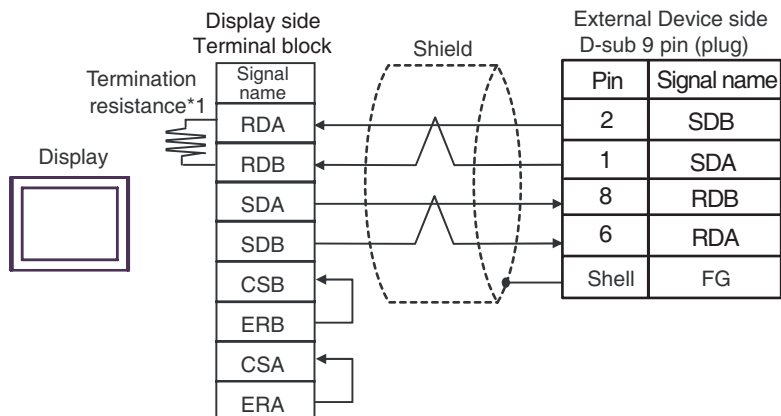 Display side
Terminal block
Shield
External Device side
D-sub 9 pin (plug)
Termination
resistance*1
Display
Signal
name
RDA
RDB
SDA
SDB
CSB
ERB
CSA
ERA
Pin Signal name
2 SDB
1 SDA
8 RDB
6 RDA
Shell FG